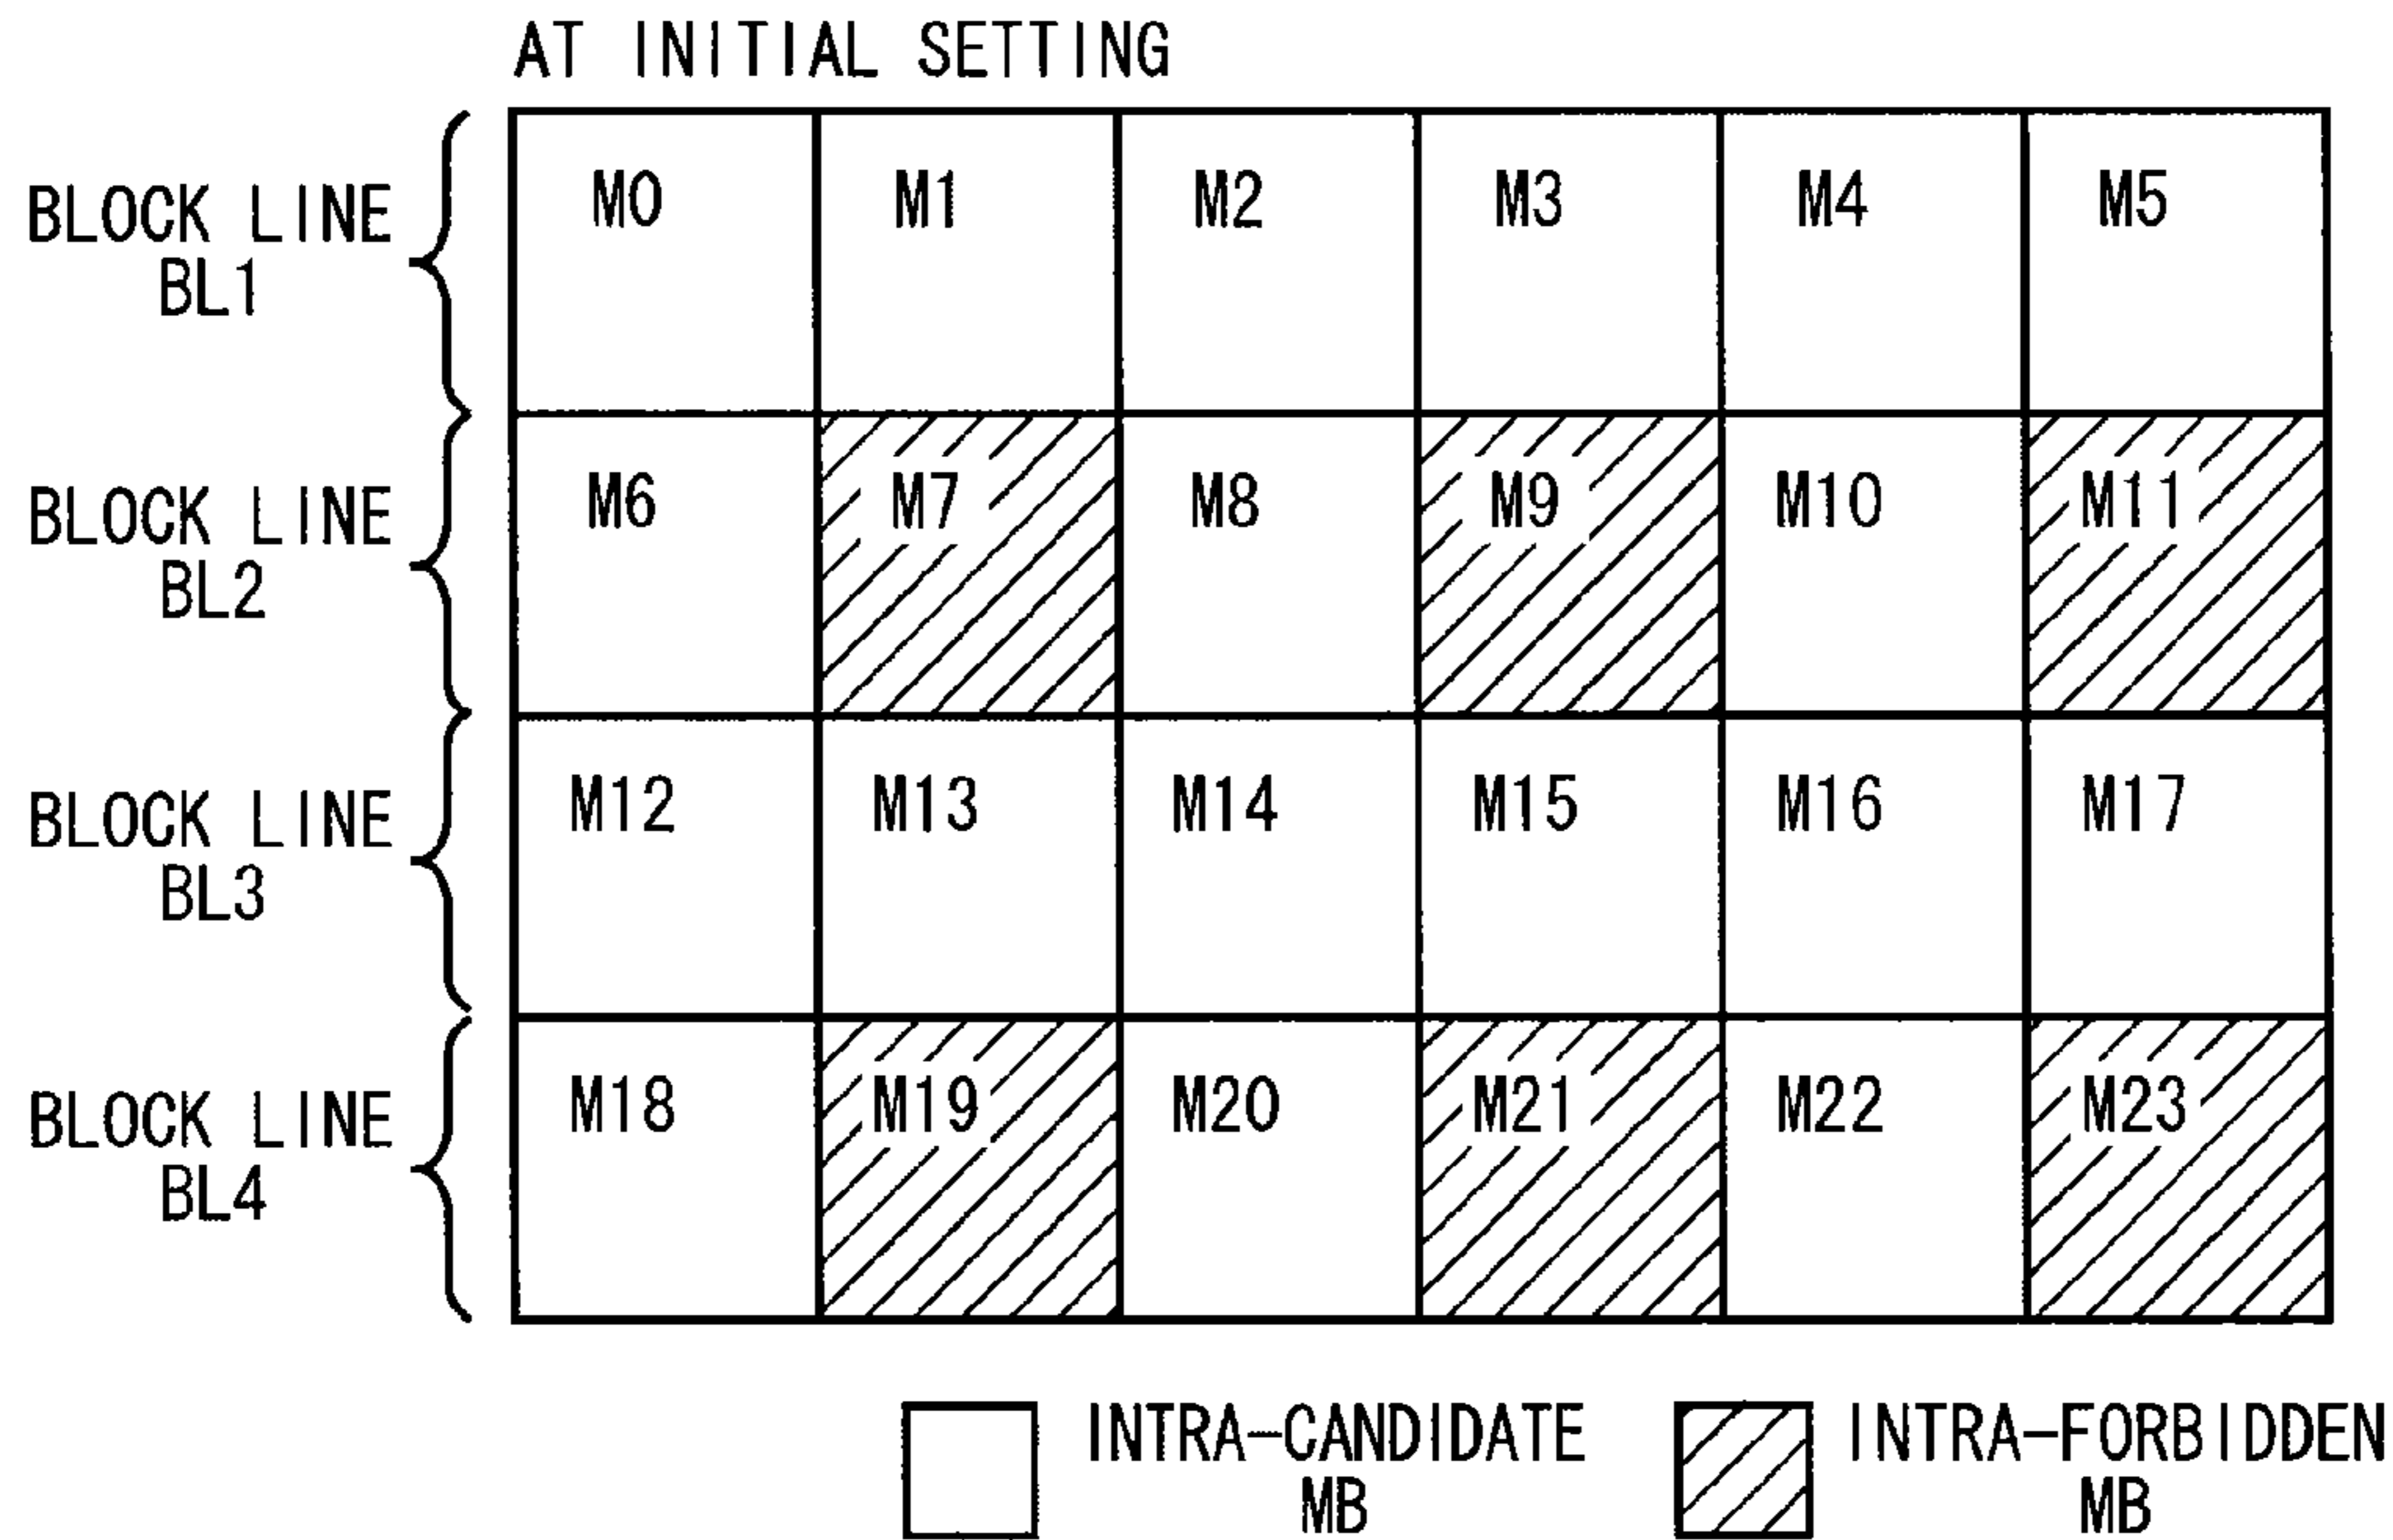 AT INITIAL SETTING
BLOCK LINE
BL1
M0 M1 M2 M3 M4 M5
BLOCK LINE
BL2
M6 M7 M8 M9 M10 M11
BLOCK LINE
BL3
M12 M13 M14 M15 M16 M17
BLOCK LINE
BL4
M18 M19 M20 M21 M22 M23
INTRA-CANDIDATE
MB
INTRA-FORBIDDEN
MB